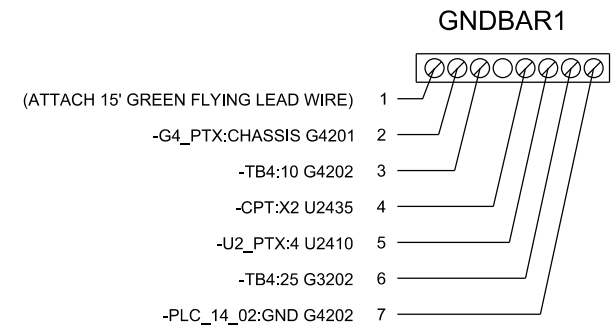 GNDBAR1
(ATTACH 15' GREEN FLYING LEAD WIRE) 1
-G4_PTX:CHASSIS G4201 2
-TB4:10 G4202 3
-CPT:X2 U2435 4
-U2_PTX:4 U2410 5
-TB4:25 G3202 6
-PLC_14_02:GND G4202 7